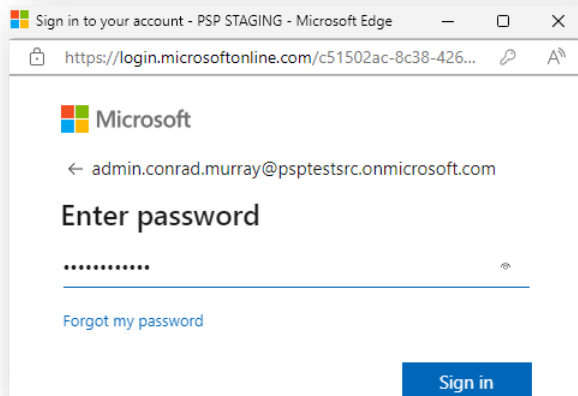 Sign in to your account - PSP STAGING - Microsoft Edge
https://login.microsoftonline.com/c51502ac-8c38-426...
Microsoft
← admin.conrad.murray@psptestsrc.onmicrosoft.com
Enter password
••••••••••••
Forgot my password
Sign in